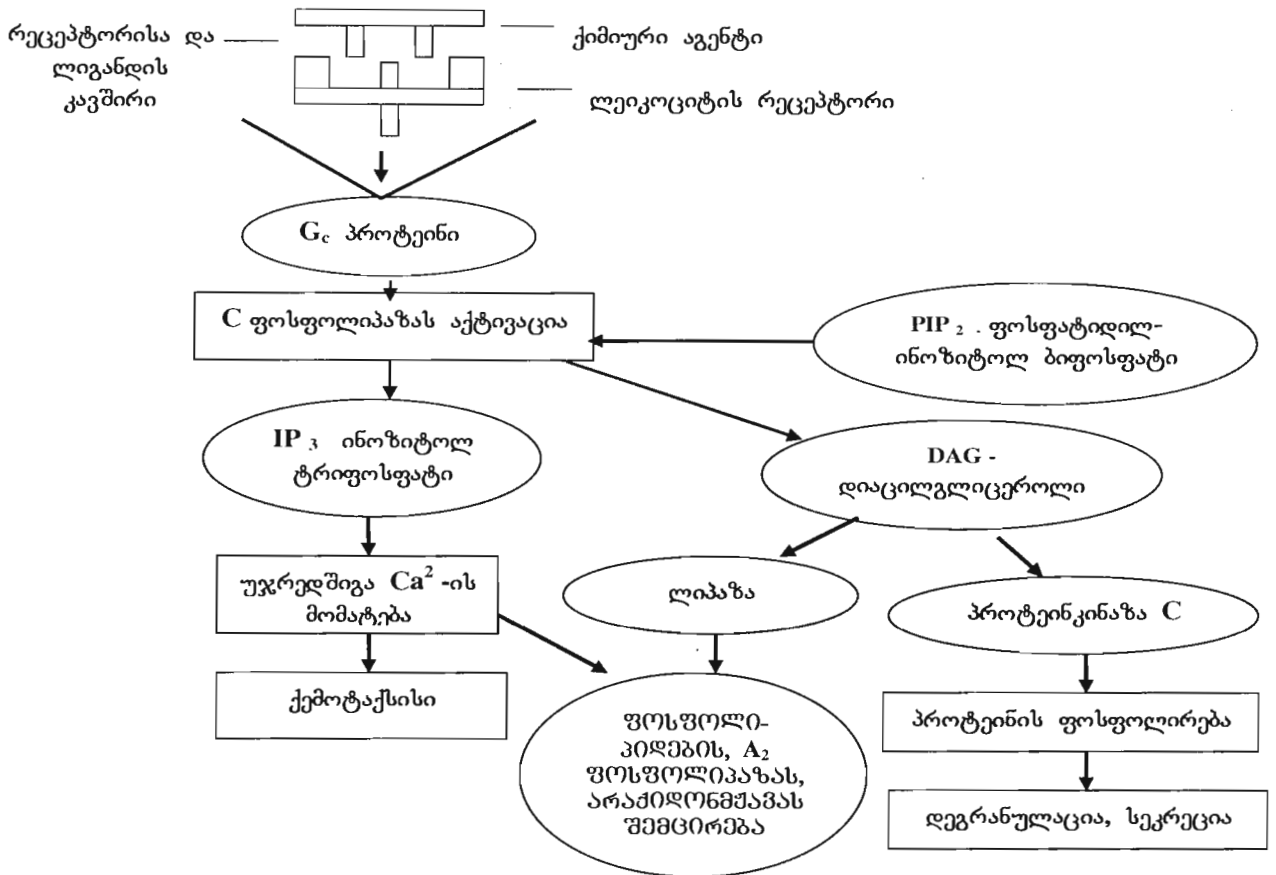 რეცეპტორისა და
ლიგანდის
კავშირი
ქიმიური აგენტი
ლეიკოციტის რეცეპტორი
Gc პროტეინი
C ფოსფოლიპაზას აქტივაცია
PIP 2 . ფოსფატიდილ-
ინოზიტოლ ბიფოსფატი
IP 3 ინოზიტოლ
ტრიფოსფატი
DAG -
დიაცილგლიცეროლი
უჯრედშიგა Ca2 -ის
მომატება
ლიპაზა
პროტეინკინაზა C
ქემოტაქსისი
ფოსფოლი-
პიდების, A2
ფოსფოლიპაზას,
არაქიდონმჟავას
შემცირება
პროტეინის ფოსფოლირება
დეგრანულაცია, სეკრეცია